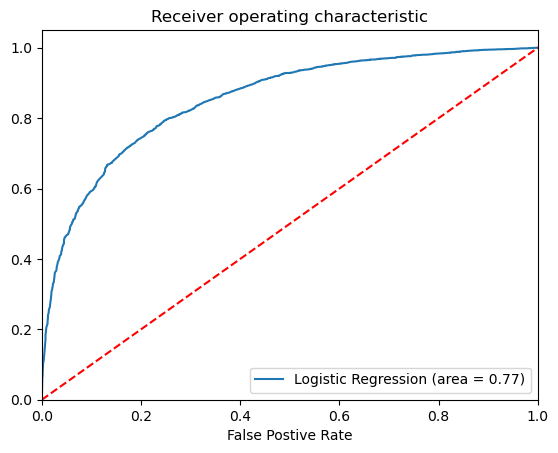 Receiver operating characteristic
1.0
0.8
0.6
0.4
0.2
0.0
Logistic Regression (area = 0.77)
0.0 0.2 0.4 0.6 0.8 1.0
False Postive Rate